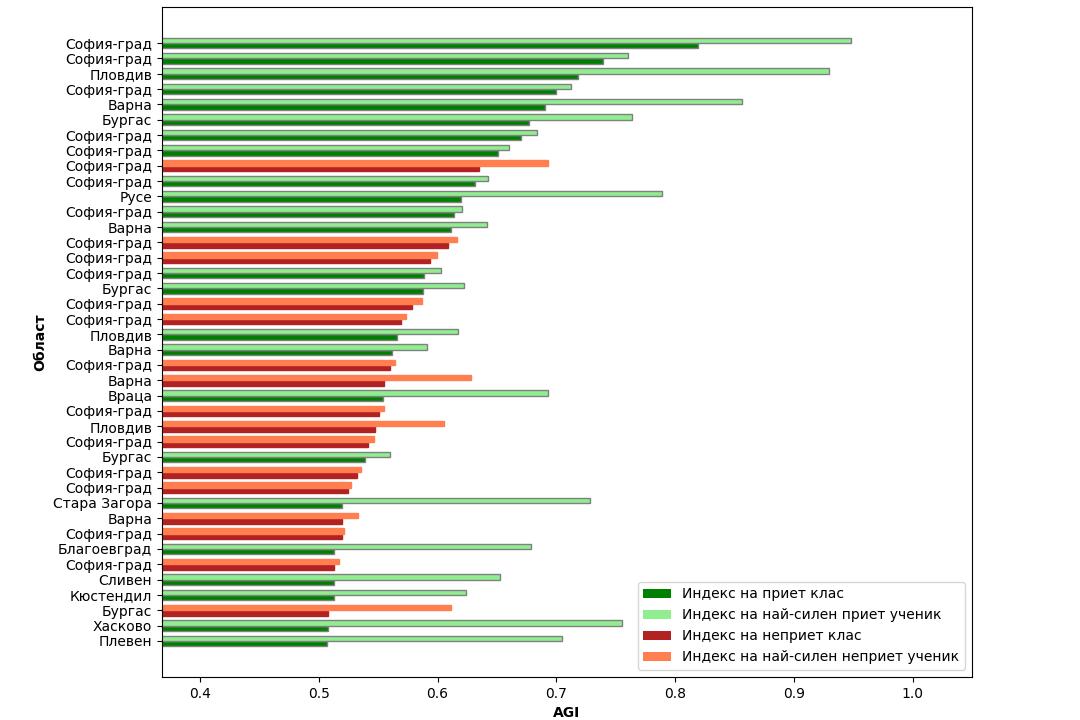 София-град
София-град
Пловдив
София-град
Варна
Бургас
София-град
София-град
София-град
София-град
Русе
София-град
Варна
София-град
София-град
София-град
Бургас
София-град
София-град
Пловдив
Варна
София-град
Варна
Враца
София-град
Пловдив
София-град
Бургас
София-град
София-град
Стара Загора
Варна
София-град
Благоевград
София-град
Сливен
Кюстендил
Бургас
Хасково
Плевен
Област
Индекс на приет клас
Индекс на най-силен приет ученик
Индекс на неприет клас
Индекс на най-силен неприет ученик
0.4 0.5 0.6 0.7 0.8 0.9 1.0
AGI